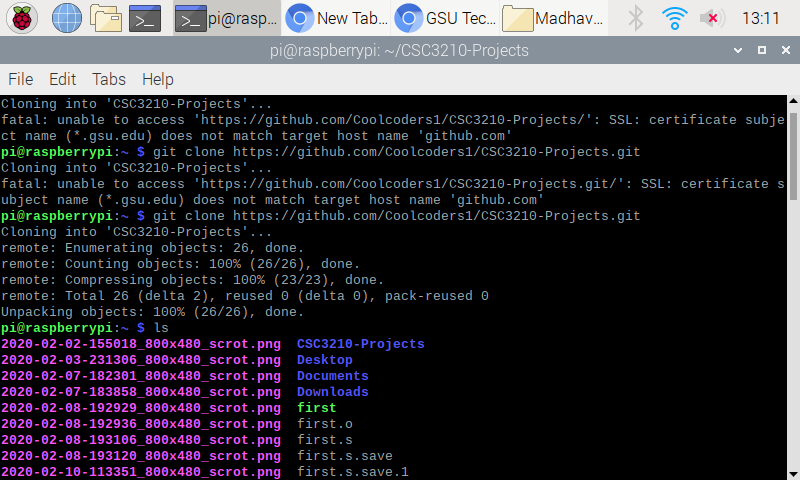 pi@raspb...
New Tab...
GSU Tec...
Madhav...
13:11
pi@raspberrypi: ~/CSC3210-Projects
File Edit Tabs Help
Cloning into 'CSC3210-Projects'...
fatal: unable to access 'https://github.com/Coolcoders1/CSC3210-Projects/': SSL: certificate subje
ct name (*.gsu.edu) does not match target host name 'github.com'
pi@raspberrypi:~ $ git clone https://github.com/Coolcoders1/CSC3210-Projects.git
Cloning into 'CSC3210-Projects'...
fatal: unable to access 'https://github.com/Coolcoders1/CSC3210-Projects.git/': SSL: certificate s
ubject name (*.gsu.edu) does not match target host name 'github.com'
pi@raspberrypi:~ $ git clone https://github.com/Coolcoders1/CSC3210-Projects.git
Cloning into 'CSC3210-Projects'...
remote: Enumerating objects: 26, done.
remote: Counting objects: 100% (26/26), done.
remote: Compressing objects: 100% (23/23), done.
remote: Total 26 (delta 2), reused 0 (delta 0), pack-reused 0
Unpacking objects: 100% (26/26), done.
pi@raspberrypi:~ $ ls
2020-02-02-155018_800x480_scrot.png  CSC3210-Projects
2020-02-03-231306_800x480_scrot.png  Desktop
2020-02-07-182301_800x480_scrot.png  Documents
2020-02-07-183858_800x480_scrot.png  Downloads
2020-02-08-192929_800x480_scrot.png  first
2020-02-08-192936_800x480_scrot.png  first.o
2020-02-08-193106_800x480_scrot.png  first.s
2020-02-08-193120_800x480_scrot.png  first.s.save
2020-02-10-113351_800x480_scrot.png  first.s.save.1